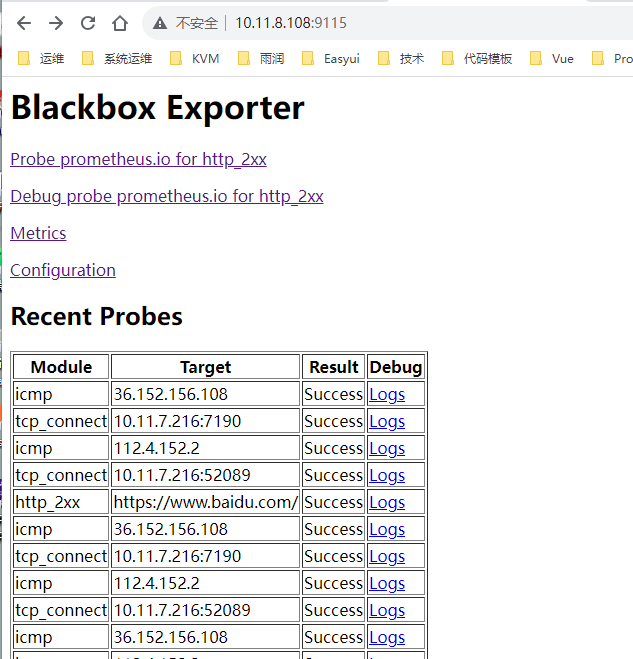 不安全 | 10.11.8.108:9115
运维 系统运维 KVM 雨润 Easyui 技术 代码模板 Vue Pro
Blackbox Exporter
Probe prometheus.io for http_2xx
Debug probe prometheus.io for http_2xx
Metrics
Configuration
Recent Probes
Module Target Result Debug
icmp 36.152.156.108 Success Logs
tcp_connect 10.11.7.216:7190 Success Logs
icmp 112.4.152.2 Success Logs
tcp_connect 10.11.7.216:52089 Success Logs
http_2xx https://www.baidu.com/ Success Logs
icmp 36.152.156.108 Success Logs
tcp_connect 10.11.7.216:7190 Success Logs
icmp 112.4.152.2 Success Logs
tcp_connect 10.11.7.216:52089 Success Logs
icmp 36.152.156.108 Success Logs